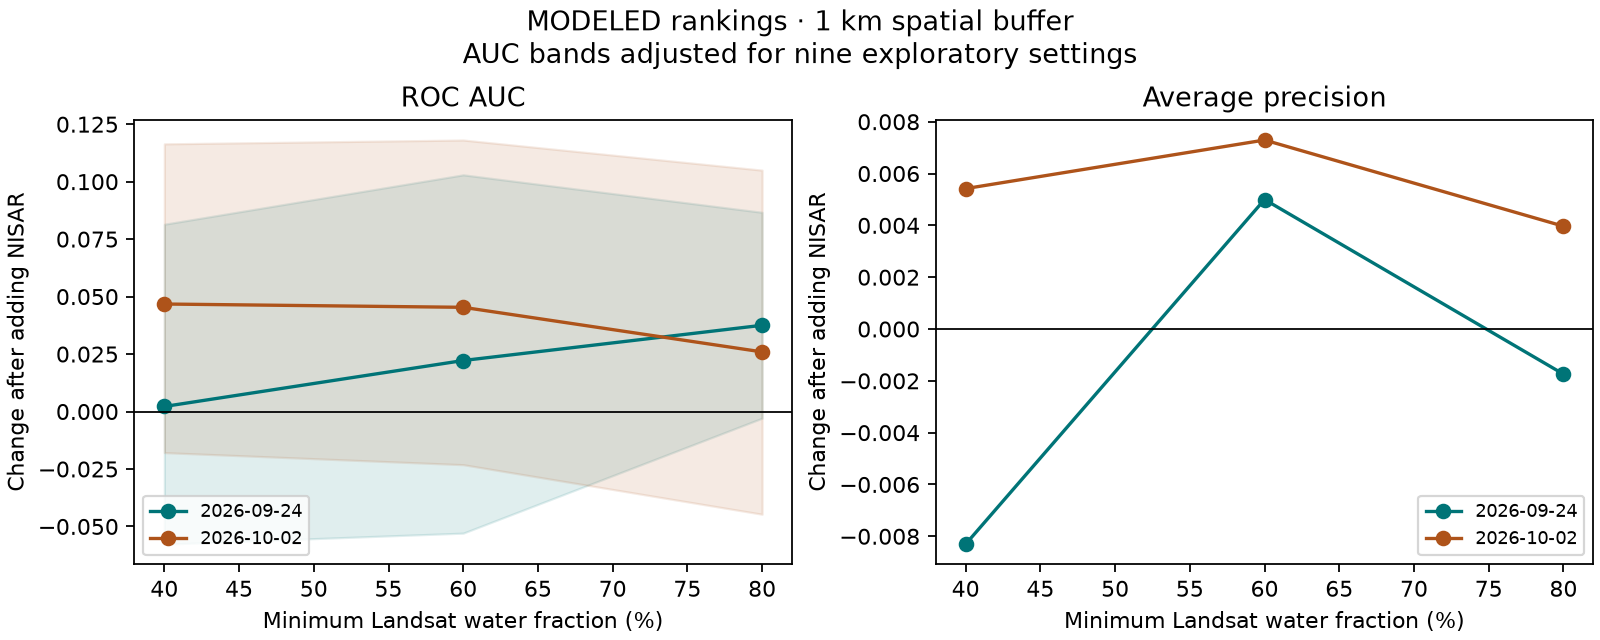 MODELED rankings · 1 km spatial buffer
AUC bands adjusted for nine exploratory settings
ROC AUC
Change after adding NISAR
0.125
0.100
0.075
0.050
0.025
0.000
−0.025
−0.050
2026-09-24
2026-10-02
40 45 50 55 60 65 70 75 80
Minimum Landsat water fraction (%)
Average precision
Change after adding NISAR
0.008
0.006
0.004
0.002
0.000
−0.002
−0.004
−0.006
−0.008
2026-09-24
2026-10-02
40 45 50 55 60 65 70 75 80
Minimum Landsat water fraction (%)